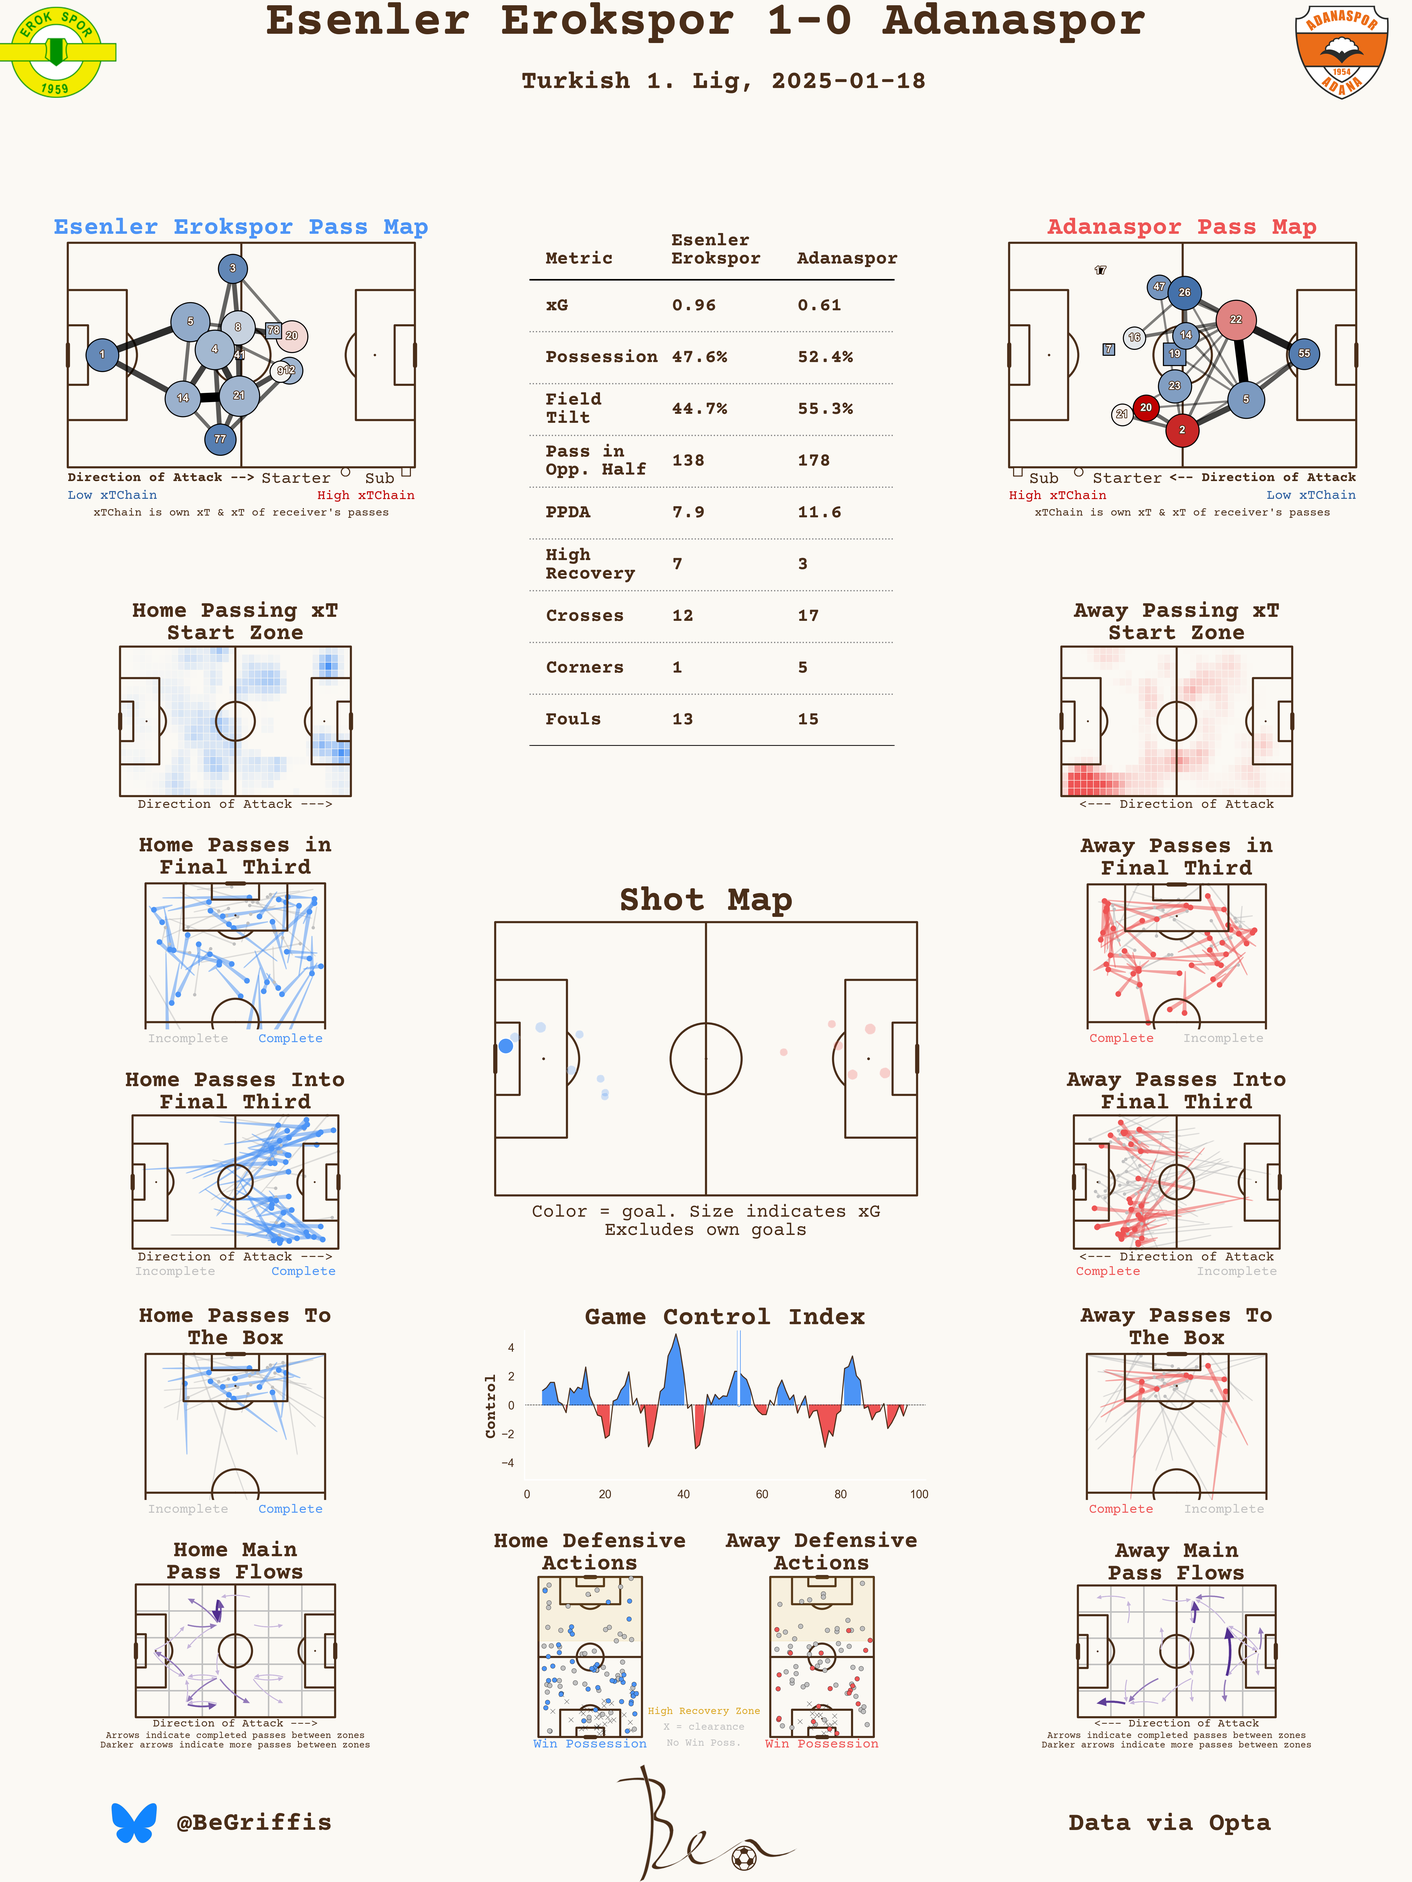 Esenler Erokspor 1-0 Adanaspor
Turkish 1. Lig, 2025-01-18
EROK SPOR
1959
ADANASPOR
1954
ADANA
Esenler Erokspor Pass Map
3
5
8
78
20
4
41
1
9
12
14
21
77
Direction of Attack --> Starter Sub
Low xTChain High xTChain
xTChain is own xT & xT of receiver's passes
Metric Esenler Erokspor Adanaspor
xG 0.96 0.61
Possession 47.6% 52.4%
Field Tilt 44.7% 55.3%
Pass in Opp. Half 138 178
PPDA 7.9 11.6
High Recovery 7 3
Crosses 12 17
Corners 1 5
Fouls 13 15
Adanaspor Pass Map
17
47
26
22
16
14
7
19
55
23
5
21
20
2
Sub Starter <-- Direction of Attack
High xTChain Low xTChain
xTChain is own xT & xT of receiver's passes
Home Passing xT
Start Zone
Direction of Attack --->
Away Passing xT
Start Zone
<--- Direction of Attack
Home Passes in
Final Third
Incomplete Complete
Away Passes in
Final Third
Complete Incomplete
Shot Map
Color = goal. Size indicates xG
Excludes own goals
Home Passes Into
Final Third
Direction of Attack --->
Incomplete Complete
Away Passes Into
Final Third
<--- Direction of Attack
Complete Incomplete
Home Passes To
The Box
Incomplete Complete
Game Control Index
Control
4
2
0
−2
−4
0 20 40 60 80 100
Away Passes To
The Box
Complete Incomplete
Home Main
Pass Flows
Direction of Attack --->
Arrows indicate completed passes between zones
Darker arrows indicate more passes between zones
Home Defensive
Actions
Win Possession
Away Defensive
Actions
Win Possession
High Recovery Zone
X = clearance
No Win Poss.
Away Main
Pass Flows
<--- Direction of Attack
Arrows indicate completed passes between zones
Darker arrows indicate more passes between zones
@BeGriffis
Ben
Data via Opta